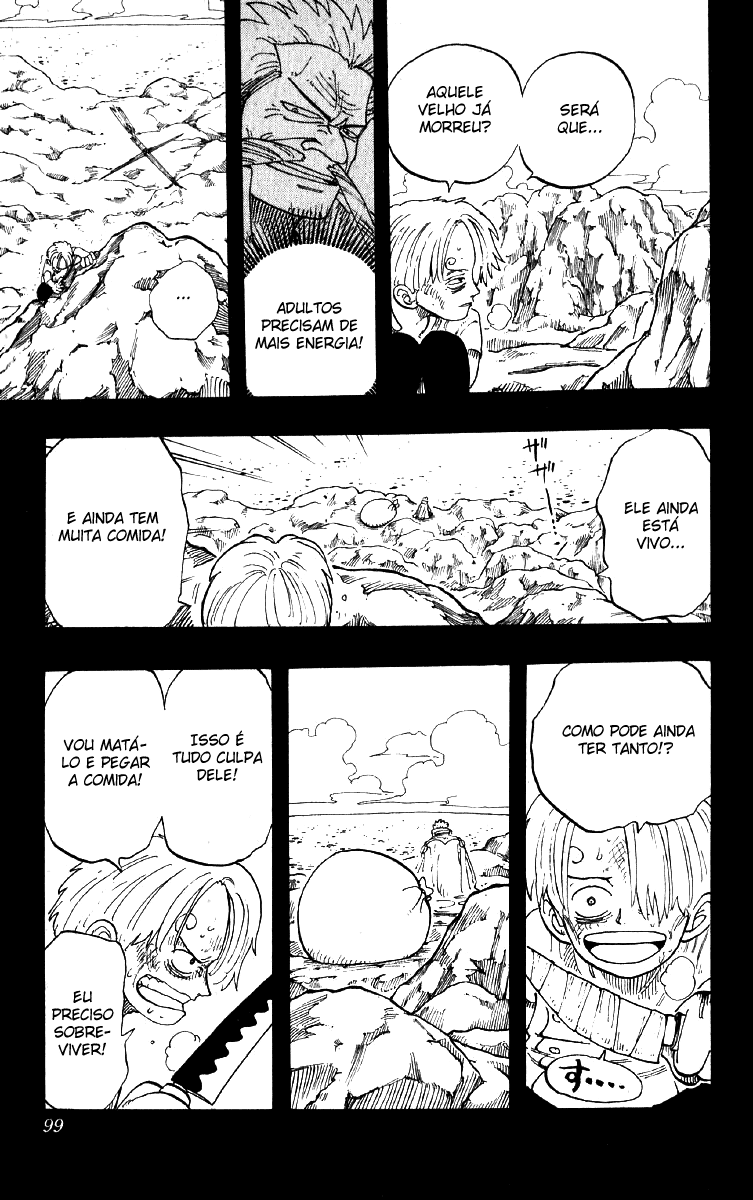 SERÁ
QUE...
AQUELE
VELHO JÁ
MORREU?
ADULTOS
PRECISAM DE
MAIS ENERGIA!
...
ザザ
ELE AINDA
ESTÁ
VIVO...
E AINDA TEM
MUITA COMIDA!
COMO PODE AINDA
TER TANTO!?
す.....
ISSO É
TUDO CULPA
DELE!
VOU MATÁ-
LO E PEGAR
A COMIDA!
EU
PRECISO
SOBRE-
VIVER!
99